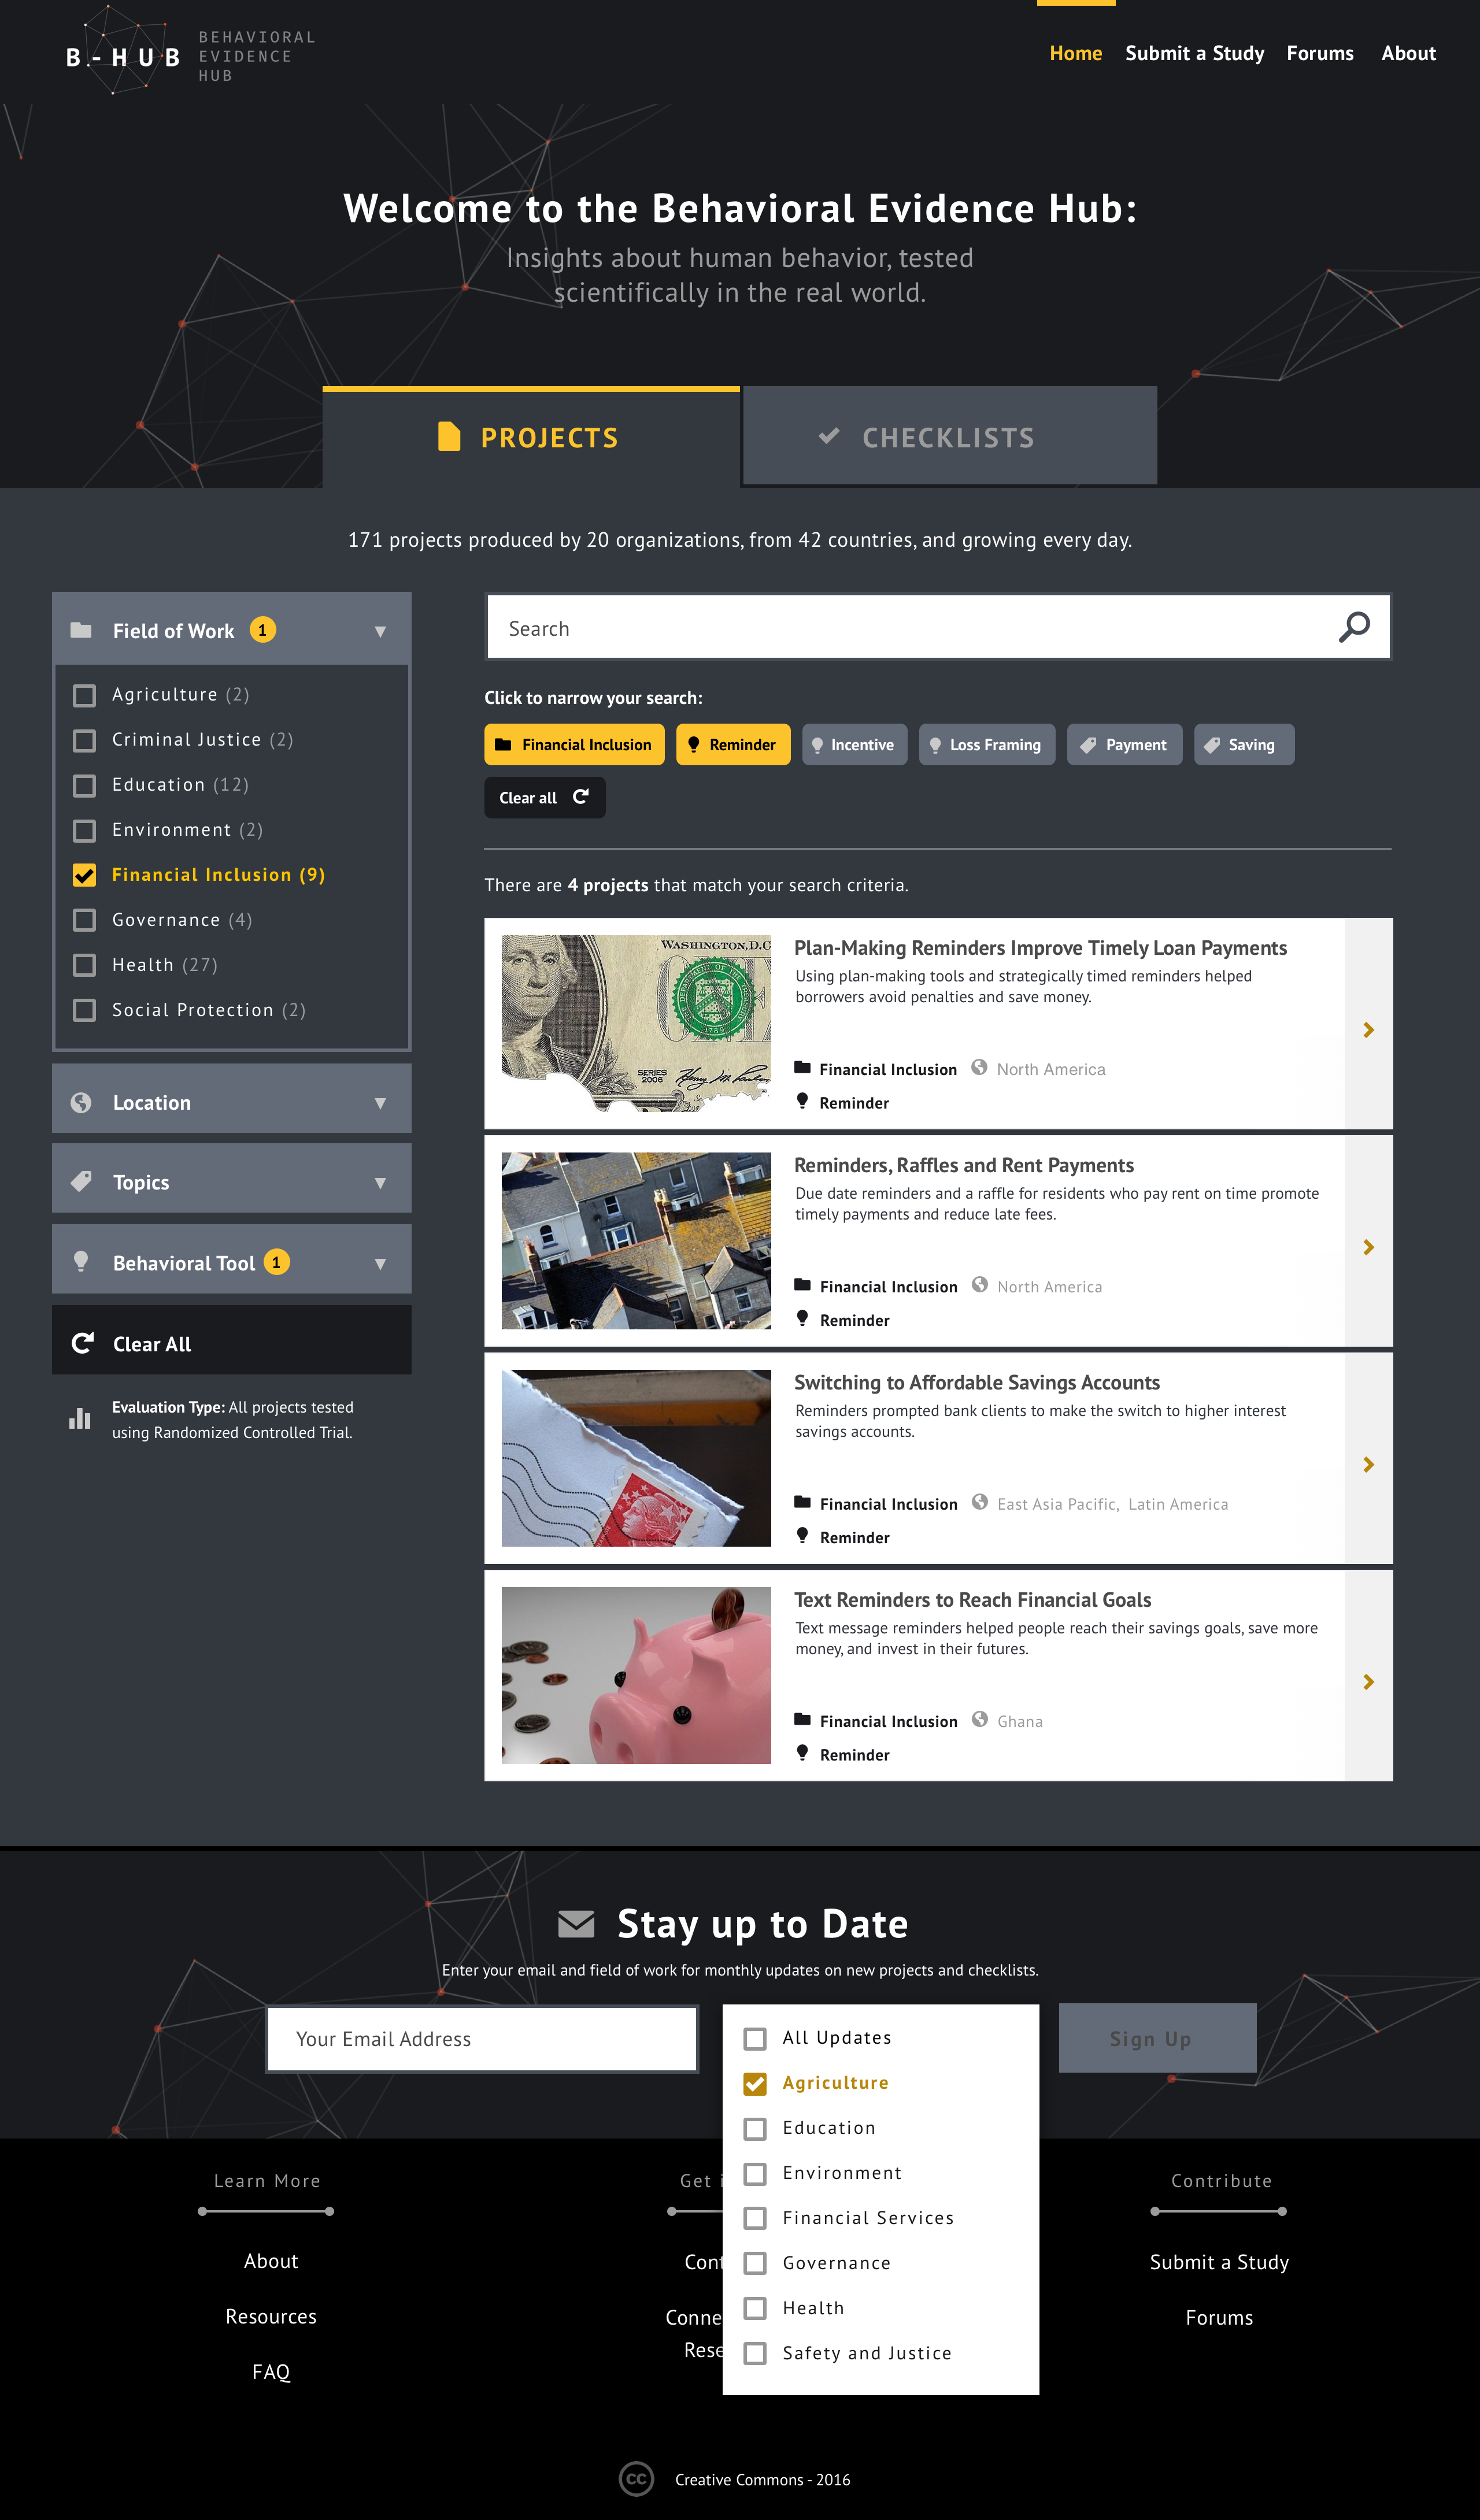 B - HUB
BEHAVIORAL
EVIDENCE
HUB
Home Submit a Study Forums About
Welcome to the Behavioral Evidence Hub:
Insights about human behavior, tested
scientifically in the real world.
PROJECTS
CHECKLISTS
171 projects produced by 20 organizations, from 42 countries, and growing every day.
Field of Work 1
Agriculture (2)
Criminal Justice (2)
Education (12)
Environment (2)
Financial Inclusion (9)
Governance (4)
Health (27)
Social Protection (2)
Location
Topics
Behavioral Tool 1
Clear All
Evaluation Type: All projects tested
using Randomized Controlled Trial.
Search
Click to narrow your search:
Financial Inclusion Reminder Incentive Loss Framing Payment Saving
Clear all
There are 4 projects that match your search criteria.
WASHINGTON, D.C
THE DEPARTMENT OF THE TREASURY
1789
SERIES
2006
Plan-Making Reminders Improve Timely Loan Payments
Using plan-making tools and strategically timed reminders helped
borrowers avoid penalties and save money.
Financial Inclusion North America
Reminder
Reminders, Raffles and Rent Payments
Due date reminders and a raffle for residents who pay rent on time promote
timely payments and reduce late fees.
Financial Inclusion North America
Reminder
Switching to Affordable Savings Accounts
Reminders prompted bank clients to make the switch to higher interest
savings accounts.
Financial Inclusion East Asia Pacific, Latin America
Reminder
Text Reminders to Reach Financial Goals
Text message reminders helped people reach their savings goals, save more
money, and invest in their futures.
Financial Inclusion Ghana
Reminder
Stay up to Date
Enter your email and field of work for monthly updates on new projects and checklists.
Your Email Address
All Updates
Agriculture
Education
Environment
Financial Services
Governance
Health
Safety and Justice
Sign Up
Learn More
About
Resources
FAQ
Get i
Cont
Conne
Rese
Contribute
Submit a Study
Forums
cc Creative Commons - 2016